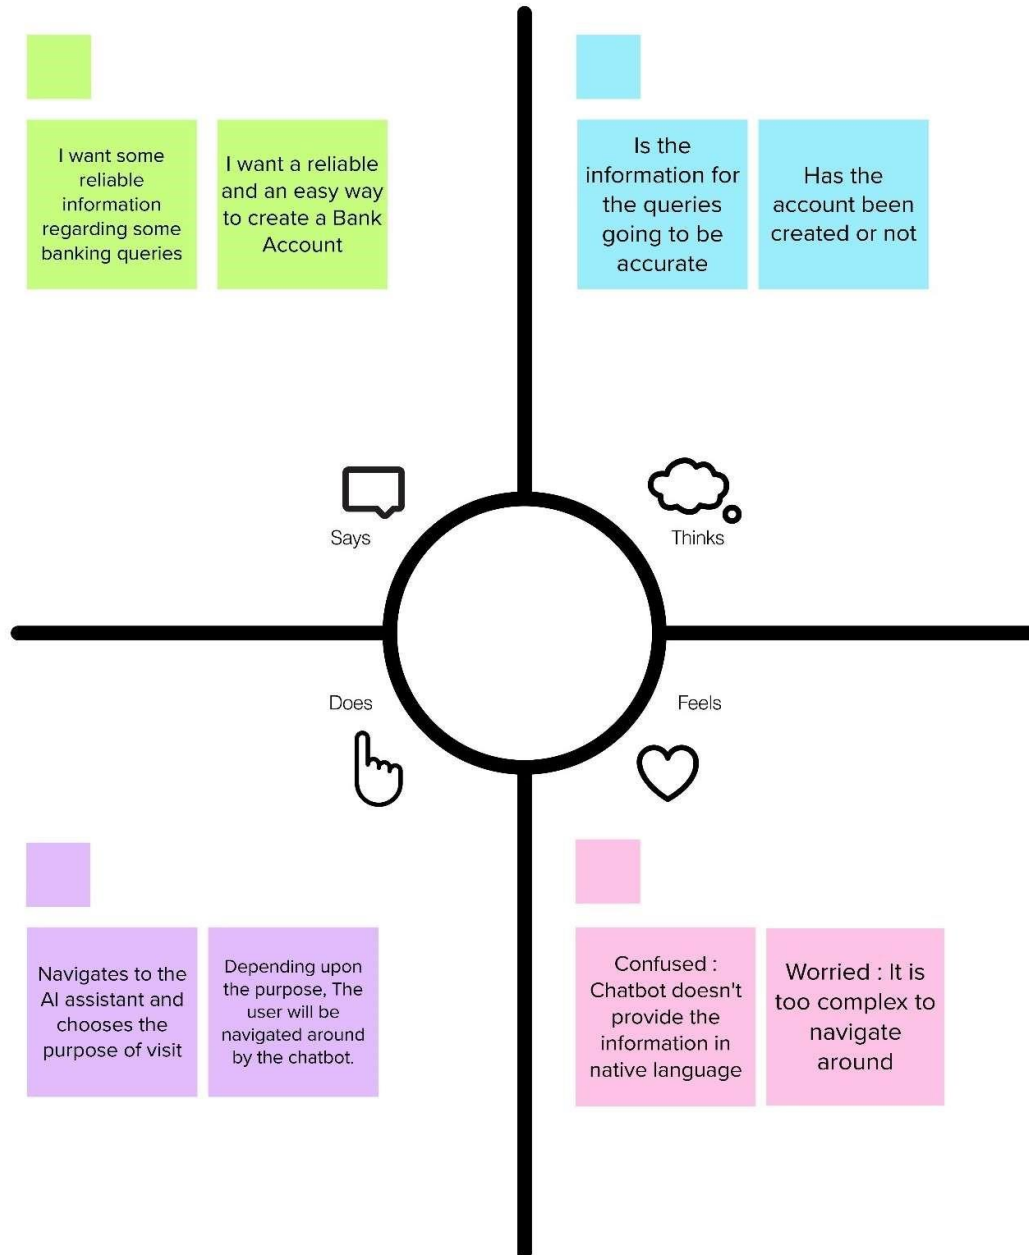 I want some
reliable
information
regarding some
banking queries
I want a reliable
and an easy way
to create a Bank
Account
Is the
information for
the queries
going to be
accurate
Has the
account been
created or not
Says
Thinks
Does
Feels
Navigates to the
AI assistant and
chooses the
purpose of visit
Depending upon
the purpose, The
user will be
navigated around
by the chatbot.
Confused :
Chatbot doesn't
provide the
information in
native language
Worried : It is
too complex to
navigate
around